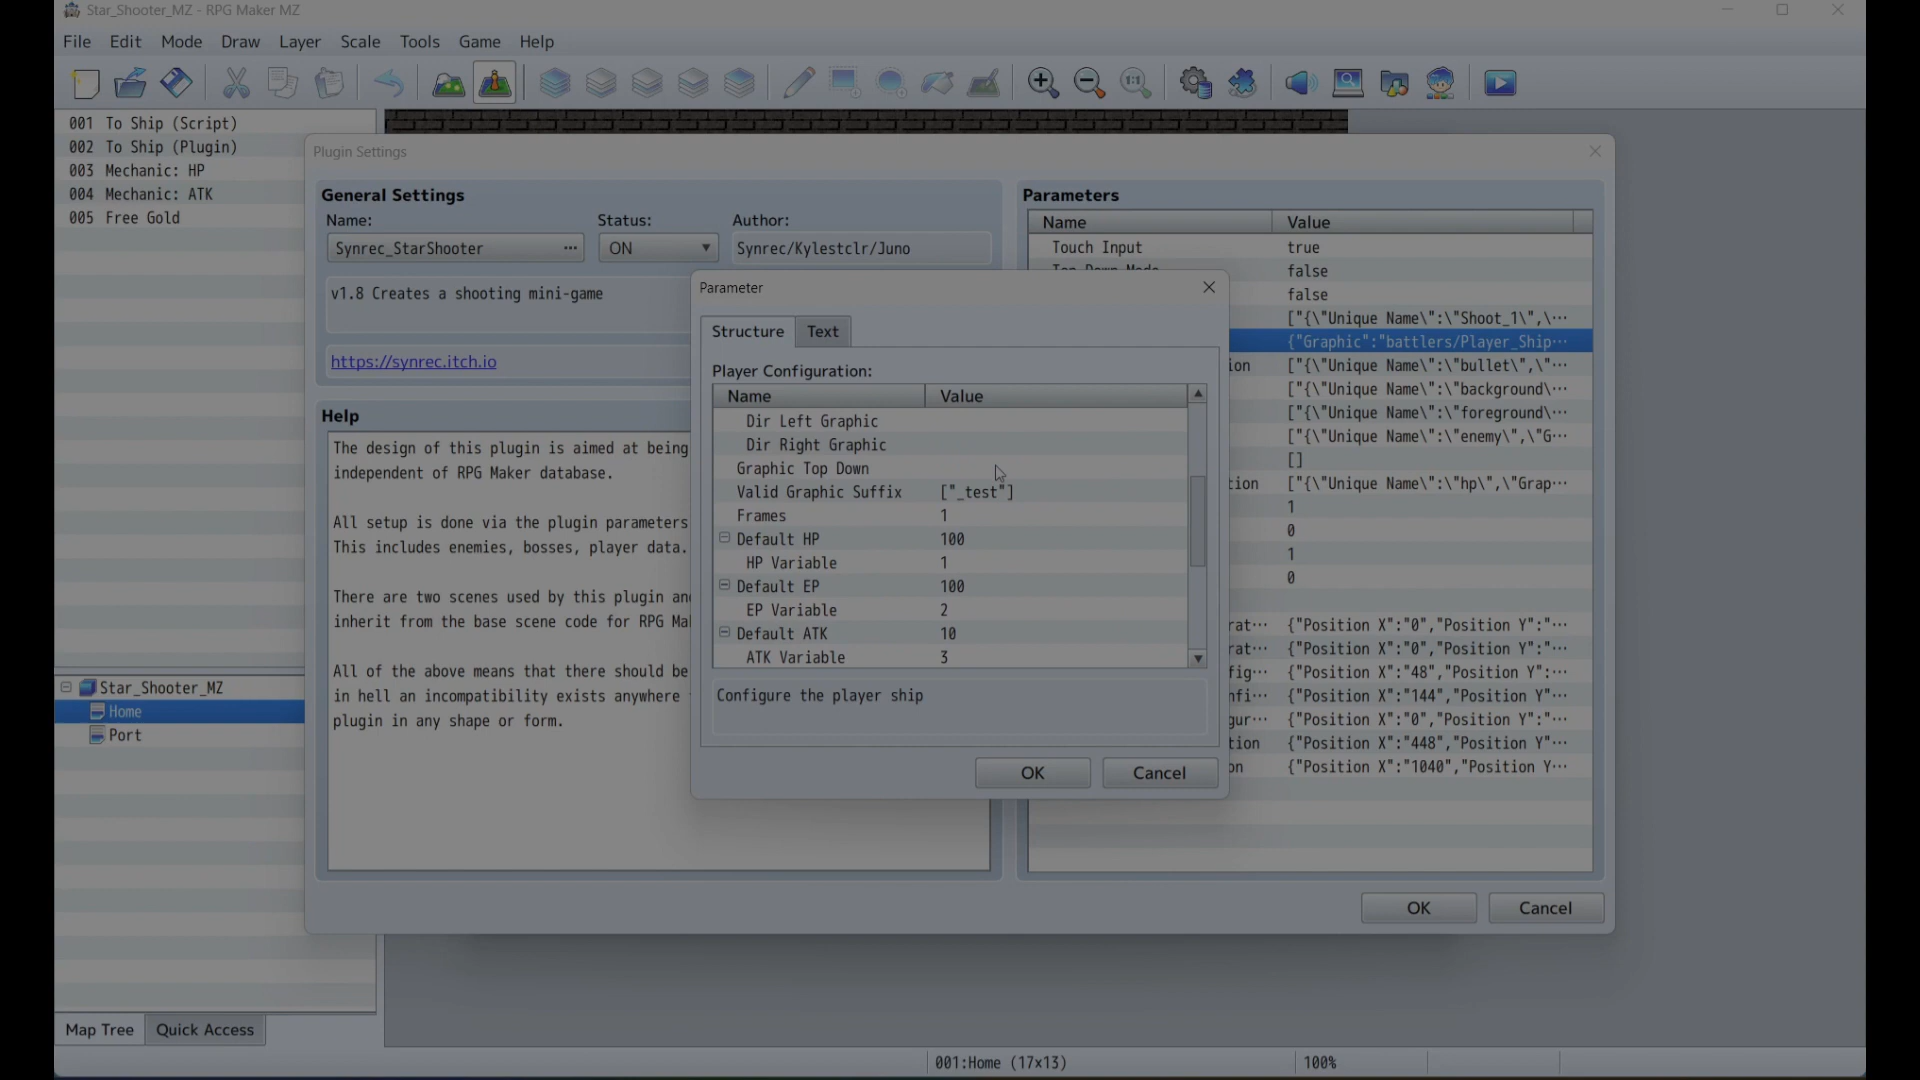 Star_Shooter_MZ - RPG Maker MZ
File Edit Mode Draw Layer Scale Tools Game Help
001 To Ship (Script)
002 To Ship (Plugin)
003 Mechanic: HP
004 Mechanic: ATK
005 Free Gold
Star_Shooter_MZ
Home
Port
Map Tree Quick Access
Plugin Settings
General Settings
Name: Status: Author:
Synrec_StarShooter ... ON Synrec/Kylestclr/Juno
v1.8 Creates a shooting mini-game
https://synrec.itch.io
Help
The design of this plugin is aimed at being
independent of RPG Maker database.
All setup is done via the plugin parameters
This includes enemies, bosses, player data.
There are two scenes used by this plugin an
inherit from the base scene code for RPG Ma
All of the above means that there should be
in hell an incompatibility exists anywhere
plugin in any shape or form.
Parameter
Structure Text
Player Configuration:
Name Value
Dir Left Graphic
Dir Right Graphic
Graphic Top Down
Valid Graphic Suffix ["_test"]
Frames 1
Default HP 100
HP Variable 1
Default EP 100
EP Variable 2
Default ATK 10
ATK Variable 3
Configure the player ship
OK Cancel
Parameters
Name Value
Touch Input true
Top Down Mode false
false
["{\"Unique Name\":\"Shoot_1\",\...
{"Graphic":"battlers/Player_Ship...
ion ["{\"Unique Name\":\"bullet\",\"...
["{\"Unique Name\":\"background\...
["{\"Unique Name\":\"foreground\...
["{\"Unique Name\":\"enemy\",\"G...
[]
tion ["{\"Unique Name\":\"hp\",\"Grap...
1
0
1
0
rat... {"Position X":"0","Position Y":"...
rat... {"Position X":"0","Position Y":"...
fig... {"Position X":"48","Position Y":...
nfi... {"Position X":"144","Position Y"...
gur... {"Position X":"0","Position Y":"...
tion {"Position X":"448","Position Y"...
on {"Position X":"1040","Position Y...
OK Cancel
001:Home (17x13) 100%